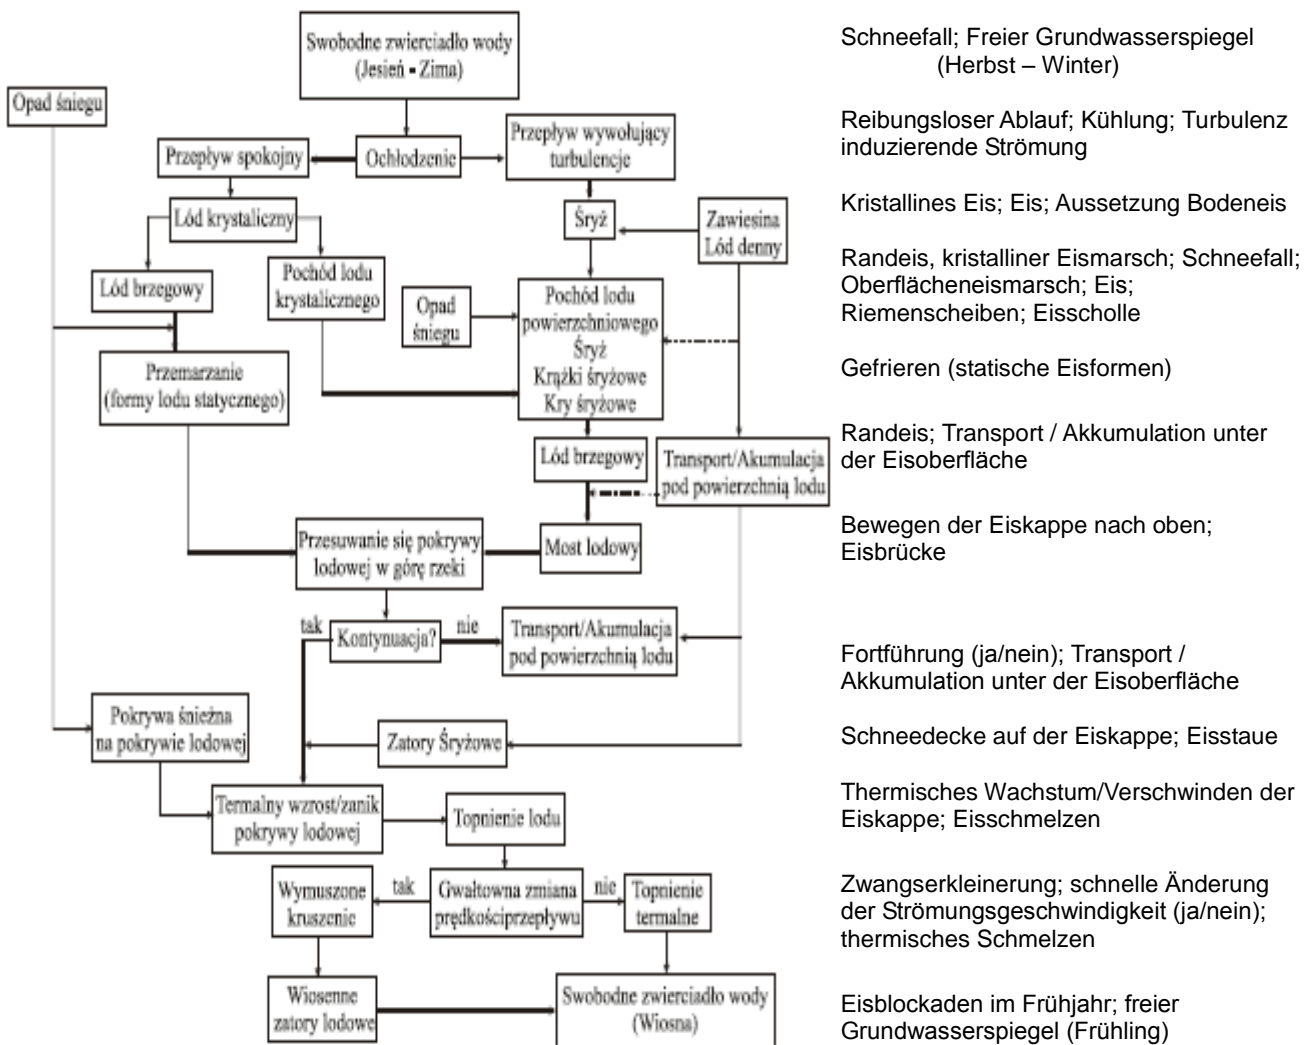 Swobodne zwierciadło wody
(Jesień - Zima)
Opad śniegu
Przepływ spokojny
Ochłodzenie
Przepływ wywołujący
turbulencje
Lód krystaliczny
Śryż
Zawiesina
Lód denny
Lód brzegowy
Pochód lodu
krystalicznego
Opad
śniegu
Pochód lodu
powierzchniowego
Śryż
Krążki śryżowe
Kry śryżowe
Przemarzanie
(formy lodu statycznego)
Lód brzegowy
Transport/Akumulacja
pod powierzchnią lodu
Przesuwanie się pokrywy
lodowej w górę rzeki
Most lodowy
tak
Kontynuacja?
nie
Transport/Akumulacja
pod powierzchnią lodu
Pokrywa śnieżna
na pokrywie lodowej
Zatory Śryżowe
Termalny wzrost/zanik
pokrywy lodowej
Topnienie lodu
Wymuszone
kruszenie
tak
Gwałtowna zmiana
prędkościprzepływu
nie
Topnienie
termalne
Wiosenne
zatory lodowe
Swobodne zwierciadło wody
(Wiosna)
Schneefall; Freier Grundwasserspiegel
(Herbst – Winter)
Reibungsloser Ablauf; Kühlung; Turbulenz
induzierende Strömung
Kristallines Eis; Eis; Aussetzung Bodeneis
Randeis, kristalliner Eismarsch; Schneefall;
Oberflächeneismarsch; Eis;
Riemenscheiben; Eisscholle
Gefrieren (statische Eisformen)
Randeis; Transport / Akkumulation unter
der Eisoberfläche
Bewegen der Eiskappe nach oben;
Eisbrücke
Fortführung (ja/nein); Transport /
Akkumulation unter der Eisoberfläche
Schneedecke auf der Eiskappe; Eisstaue
Thermisches Wachstum/Verschwinden der
Eiskappe; Eisschmelzen
Zwangserkleinerung; schnelle Änderung
der Strömungsgeschwindigkeit (ja/nein);
thermisches Schmelzen
Eisblockaden im Frühjahr; freier
Grundwasserspiegel (Frühling)